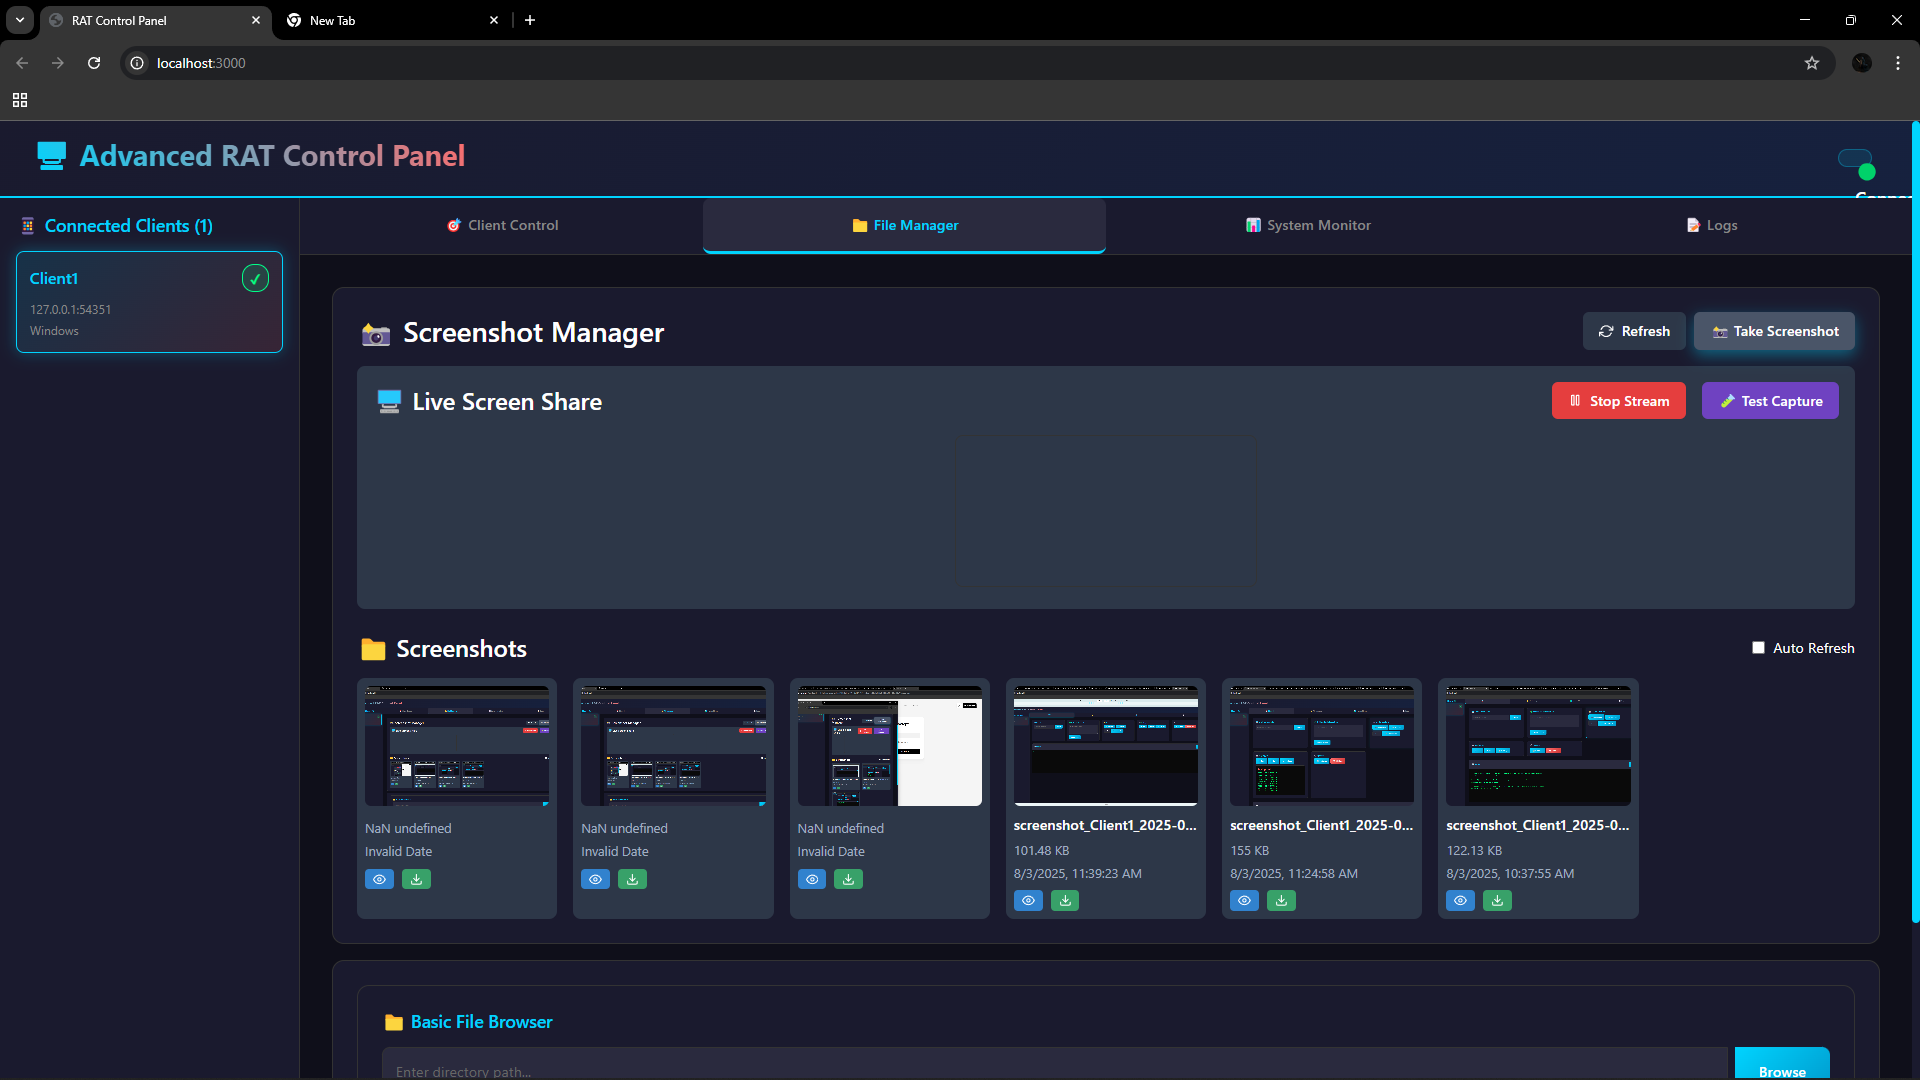 RAT Control Panel
New Tab
localhost:3000
Advanced RAT Control Panel
Connected Clients (1)
Client1
127.0.0.1:54351
Windows
Client Control
File Manager
System Monitor
Logs
Screenshot Manager
Refresh
Take Screenshot
Live Screen Share
Stop Stream
Test Capture
Screenshots
Auto Refresh
NaN undefined
Invalid Date
NaN undefined
Invalid Date
NaN undefined
Invalid Date
screenshot_Client1_2025-0...
101.48 KB
8/3/2025, 11:39:23 AM
screenshot_Client1_2025-0...
155 KB
8/3/2025, 11:24:58 AM
screenshot_Client1_2025-0...
122.13 KB
8/3/2025, 10:37:55 AM
Basic File Browser
Enter directory path...
Browse